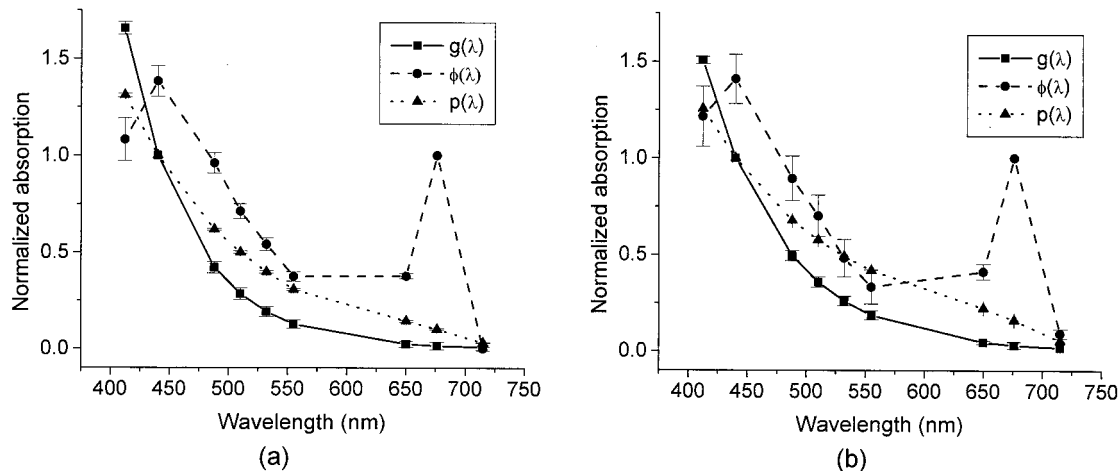 g(λ)
ϕ(λ)
p(λ)
1.5
1.0
0.5
0.0
Normalized absorption
400 450 500 550 600 650 700 750
Wavelength (nm)
(a)
g(λ)
ϕ(λ)
p(λ)
1.5
1.0
0.5
0.0
Normalized absorption
400 450 500 550 600 650 700 750
Wavelength (nm)
(b)